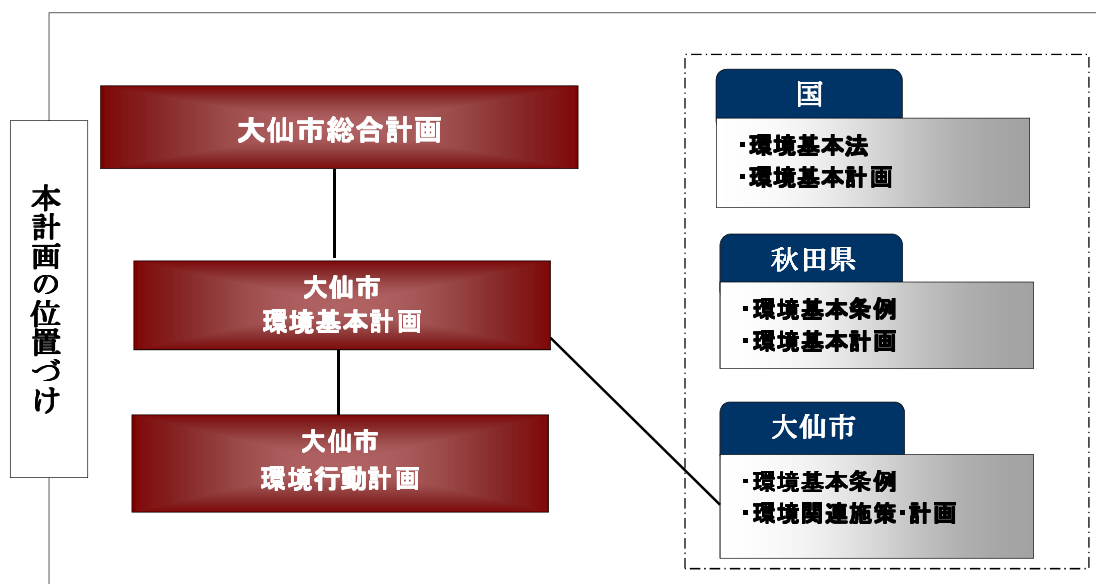 本計画の位置づけ
大仙市総合計画
大仙市
環境基本計画
大仙市
環境行動計画
国
・環境基本法
・環境基本計画
秋田県
・環境基本条例
・環境基本計画
大仙市
・環境基本条例
・環境関連施策・計画